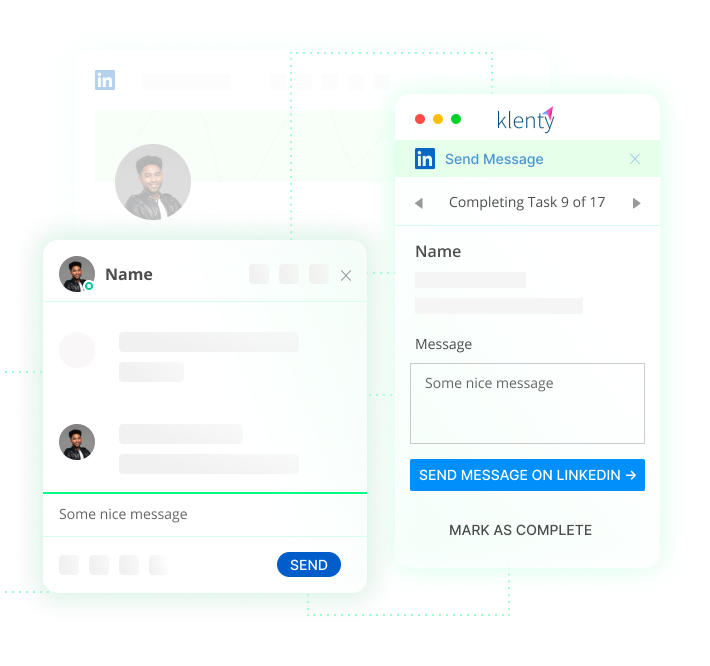 in
Name
Some nice message
SEND
klenty
in Send Message
Completing Task 9 of 17
Name
Message
Some nice message
SEND MESSAGE ON LINKEDIN →
MARK AS COMPLETE